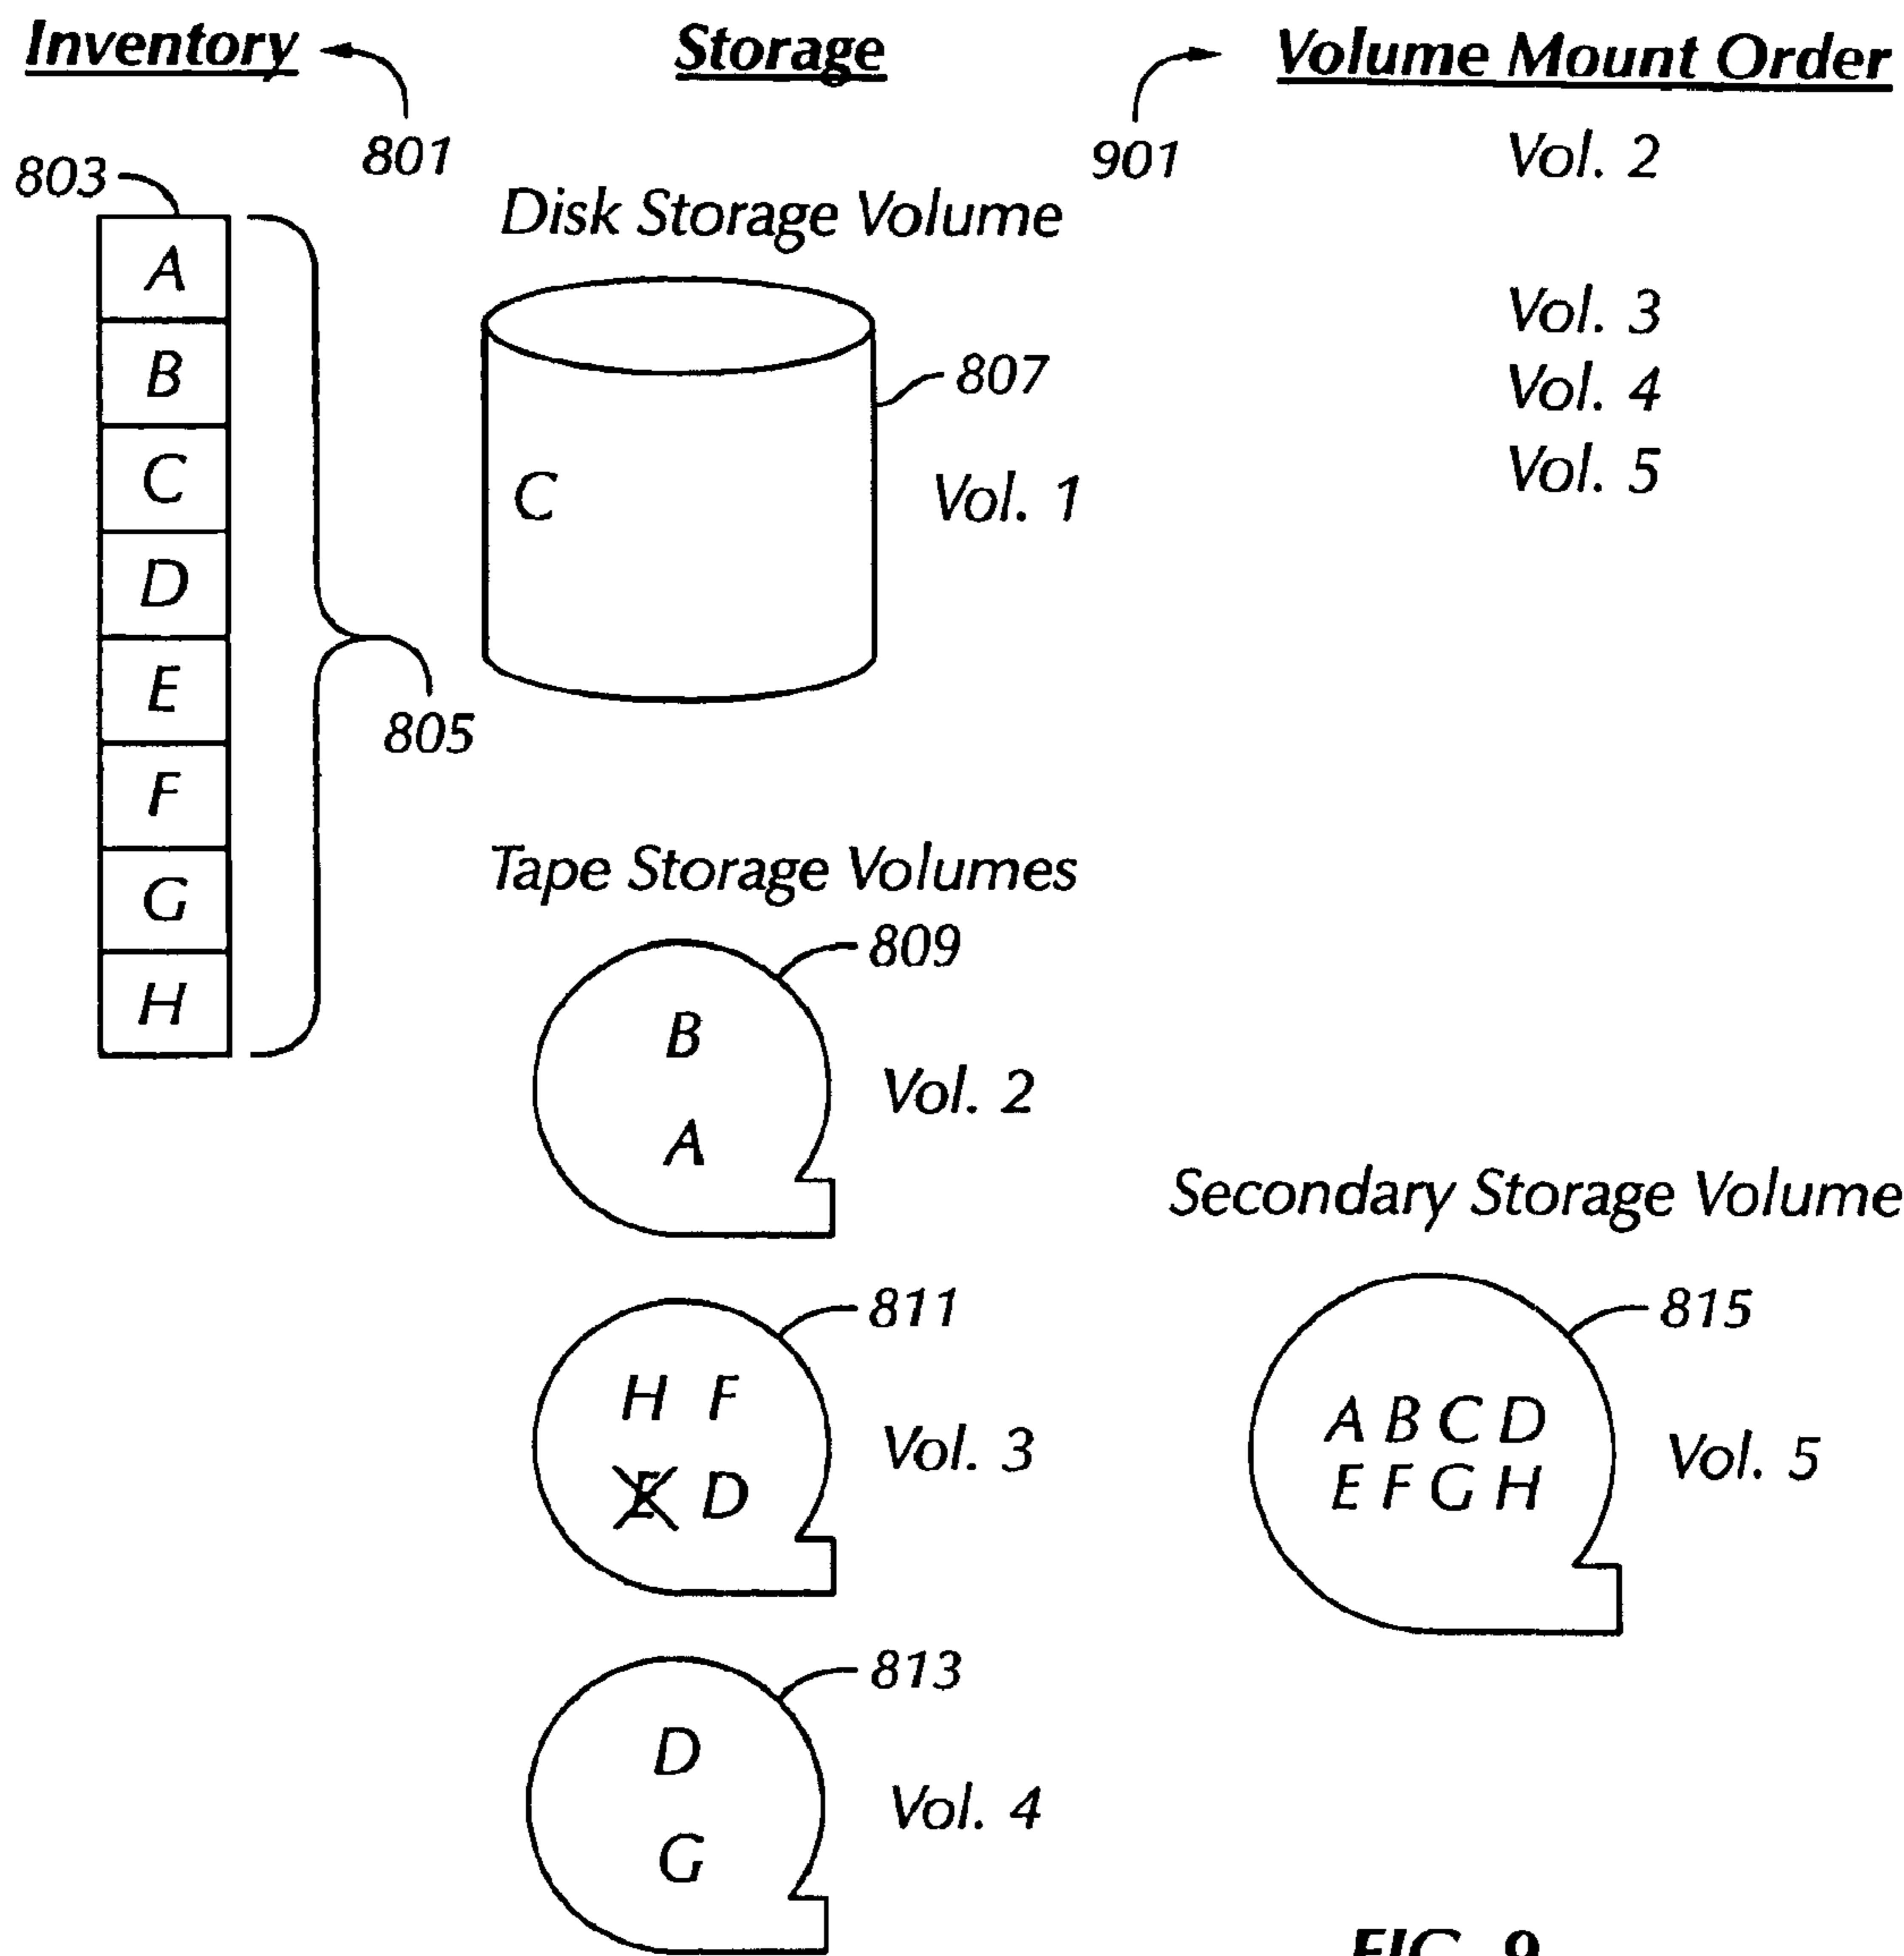 Inventory
Storage
Volume Mount Order
801
901
803
Vol. 2
Disk Storage Volume
A
B
C
D
E
F
G
H
805
807
C
Vol. 1
Vol. 3
Vol. 4
Vol. 5
Tape Storage Volumes
809
B
A
Vol. 2
811
H F
E D
Vol. 3
813
D
G
Vol. 4
Secondary Storage Volume
815
A B C D
E F G H
Vol. 5
FIG. 9